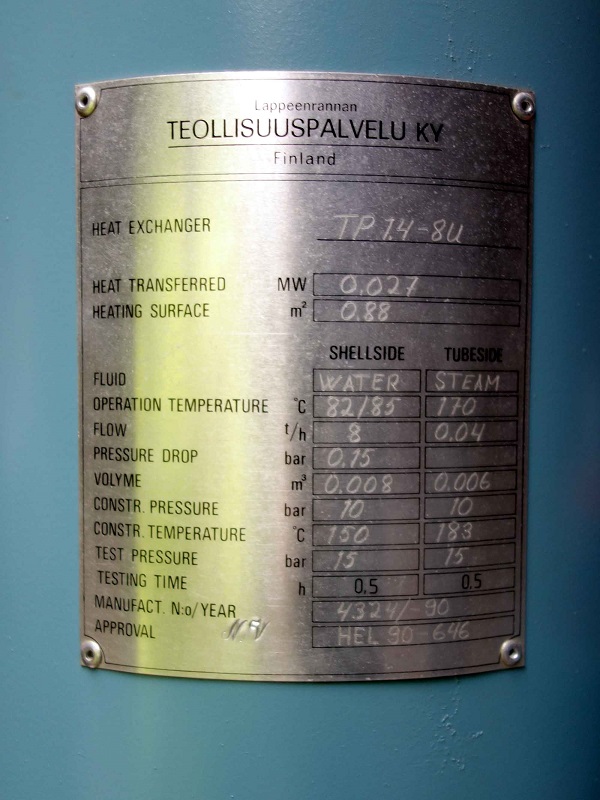 Lappeenrannan
TEOLLISUUSPALVELU KY
Finland
HEAT EXCHANGER TP 1.4-8U
HEAT TRANSFERRED MW 0.027
HEATING SURFACE m² 0.88
SHELLSIDE TUBESIDE
FLUID WATER STEAM
OPERATION TEMPERATURE °C 82/85 170
FLOW t/h 8 0.04
PRESSURE DROP bar 0.15
VOLYME m³ 0.008 0.006
CONSTR. PRESSURE bar 10 10
CONSTR. TEMPERATURE °C 150 183
TEST PRESSURE bar 15 15
TESTING TIME h 0.5 0.5
MANUFACT. N:o/YEAR 4324/-90
APPROVAL HEL 90-646